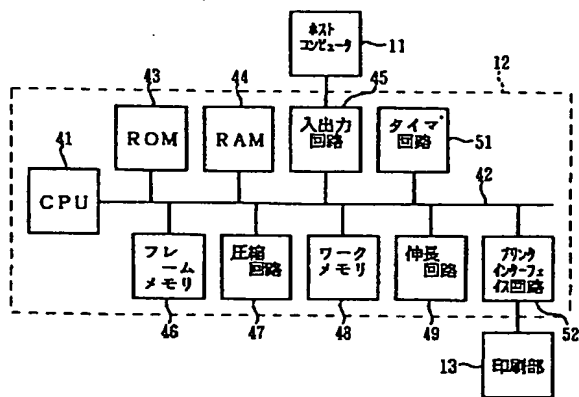 ホスト
コンピュータ
11
12
43
44
45
41
ROM
RAM
入出力
回路
タイマ
回路
51
CPU
42
フレ
ームメモリ
圧縮
回路
ワーク
メモリ
伸長
回路
プリンタ
インターフェ
イス回路
46
47
48
49
52
13
印刷部